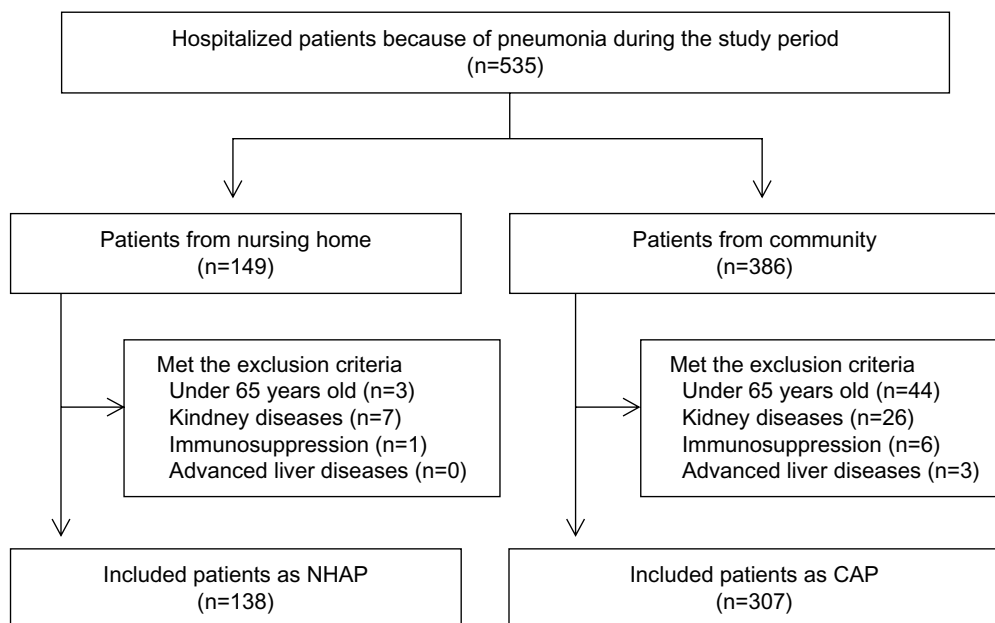 Hospitalized patients because of pneumonia during the study period
(n=535)
Patients from nursing home
(n=149)
Patients from community
(n=386)
Met the exclusion criteria
Under 65 years old (n=3)
Kindney diseases (n=7)
Immunosuppression (n=1)
Advanced liver diseases (n=0)
Met the exclusion criteria
Under 65 years old (n=44)
Kidney diseases (n=26)
Immunosuppression (n=6)
Advanced liver diseases (n=3)
Included patients as NHAP
(n=138)
Included patients as CAP
(n=307)